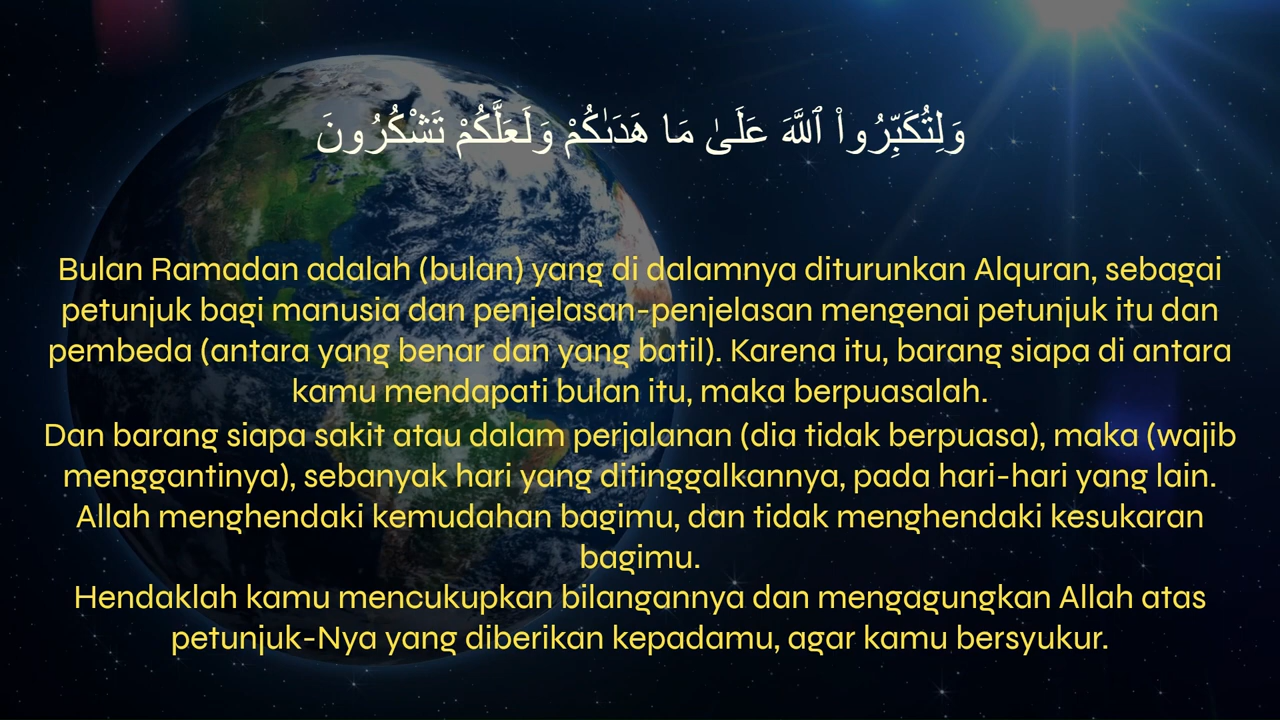 وَلِتُكَبِّرُوا۟ ٱللَّهَ عَلَىٰ مَا هَدَىٰكُمْ وَلَعَلَّكُمْ تَشْكُرُونَ
Bulan Ramadan adalah (bulan) yang di dalamnya diturunkan Alquran, sebagai
petunjuk bagi manusia dan penjelasan-penjelasan mengenai petunjuk itu dan
pembeda (antara yang benar dan yang batil). Karena itu, barang siapa di antara
kamu mendapati bulan itu, maka berpuasalah.
Dan barang siapa sakit atau dalam perjalanan (dia tidak berpuasa), maka (wajib
menggantinya), sebanyak hari yang ditinggalkannya, pada hari-hari yang lain.
Allah menghendaki kemudahan bagimu, dan tidak menghendaki kesukaran
bagimu.
Hendaklah kamu mencukupkan bilangannya dan mengagungkan Allah atas
petunjuk-Nya yang diberikan kepadamu, agar kamu bersyukur.